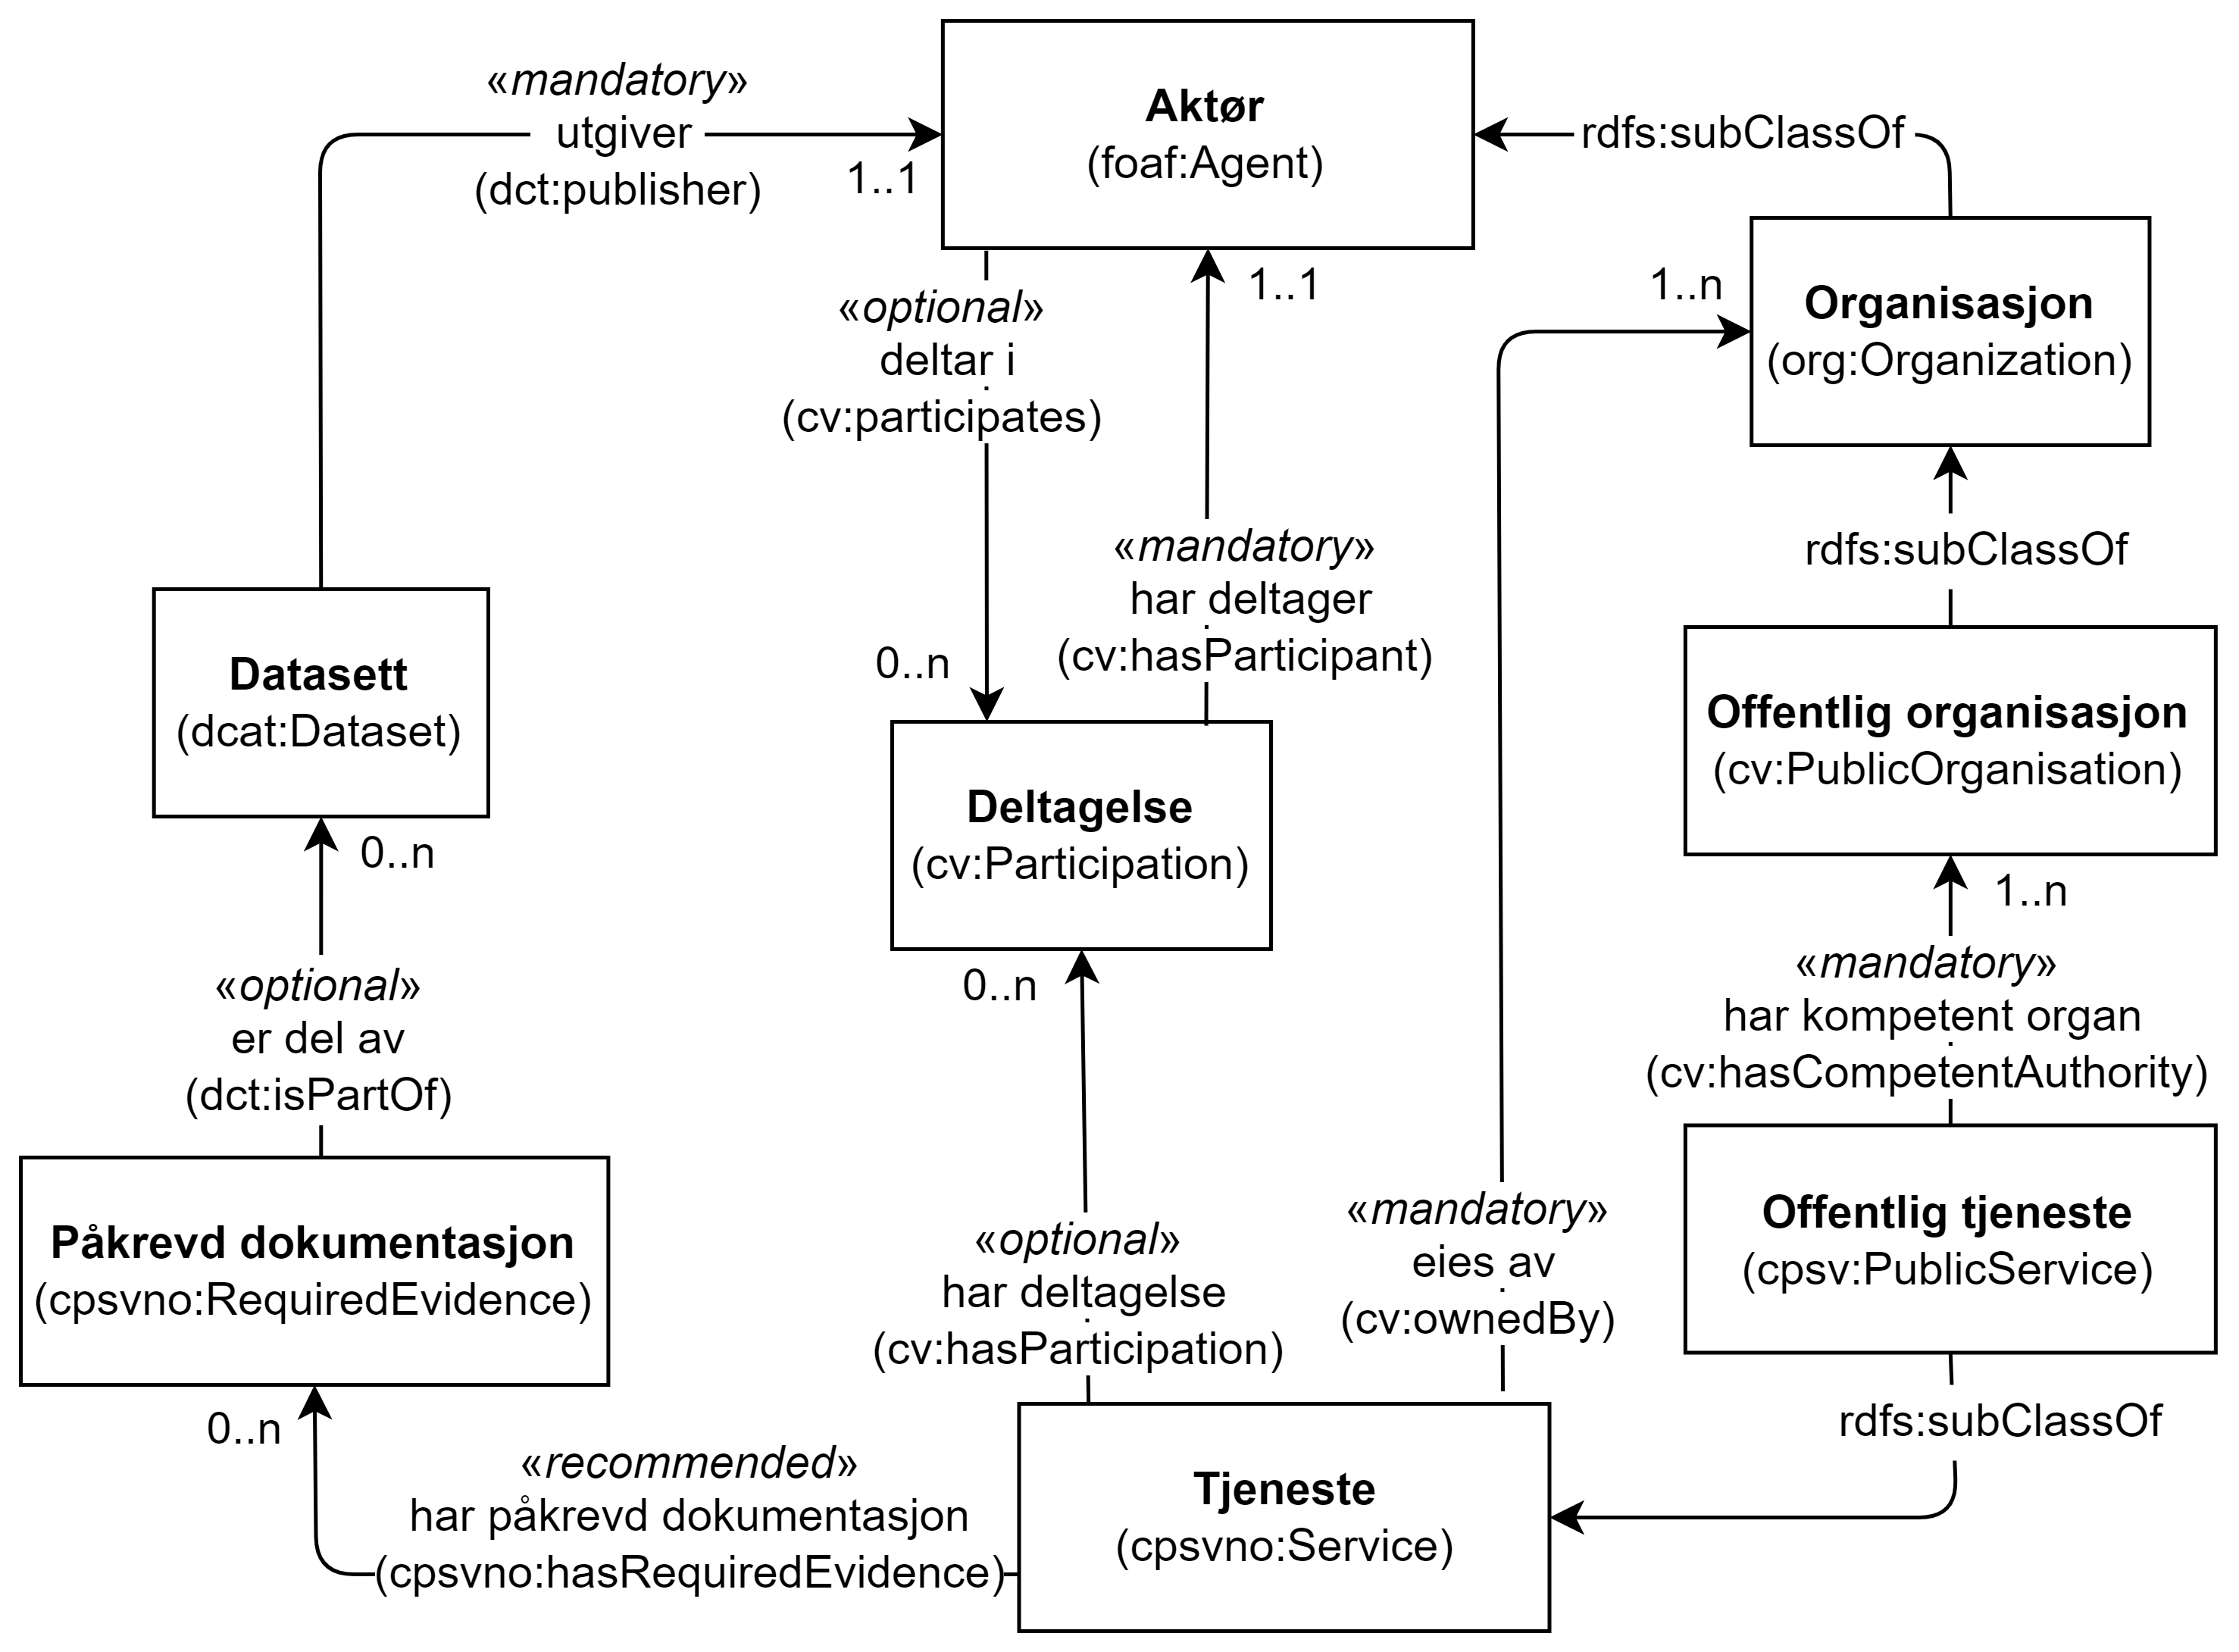 «mandatory»
utgiver
(dct:publisher)
1..1
Aktør
(foaf:Agent)
rdfs:subClassOf
Organisasjon
(org:Organization)
1..n
1..1
«optional»
deltar i
(cv:participates)
0..n
«mandatory»
har deltager
(cv:hasParticipant)
rdfs:subClassOf
Datasett
(dcat:Dataset)
0..n
Deltagelse
(cv:Participation)
0..n
Offentlig organisasjon
(cv:PublicOrganisation)
1..n
«optional»
er del av
(dct:isPartOf)
«mandatory»
har kompetent organ
(cv:hasCompetentAuthority)
Påkrevd dokumentasjon
(cpsvno:RequiredEvidence)
0..n
«optional»
har deltagelse
(cv:hasParticipation)
«mandatory»
eies av
(cv:ownedBy)
Offentlig tjeneste
(cpsv:PublicService)
rdfs:subClassOf
«recommended»
har påkrevd dokumentasjon
(cpsvno:hasRequiredEvidence)
Tjeneste
(cpsvno:Service)